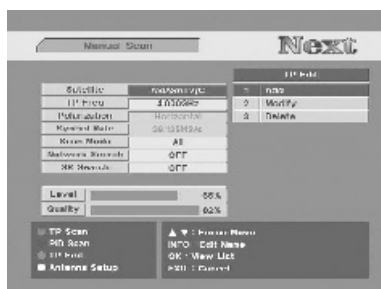 Manual Scan
Next
TP Edit
Satellite
1 Add
TP Freq
2 Modify
Polarization Horizontal
3 Delete
Symbol Rate
Scan Mode All
Network Search OFF
SR Search OFF
Level
Quality 92%
TP Scan
▲ ▼ : Focus Move
PID Scan
INFO : Edit Name
TP Edit
OK : View List
Antenna Setup
EXIT : Cancel